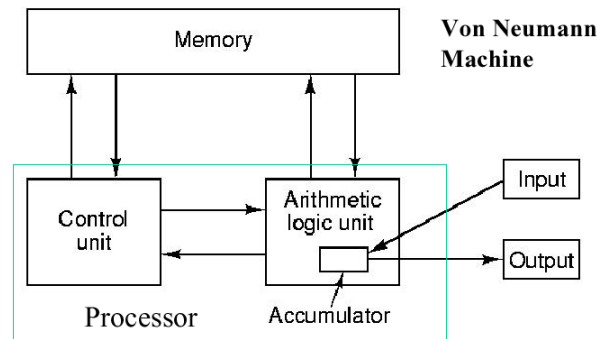 Memory
Von Neumann
Machine
Control
unit
Arithmetic
logic unit
Input
Output
Processor
Accumulator